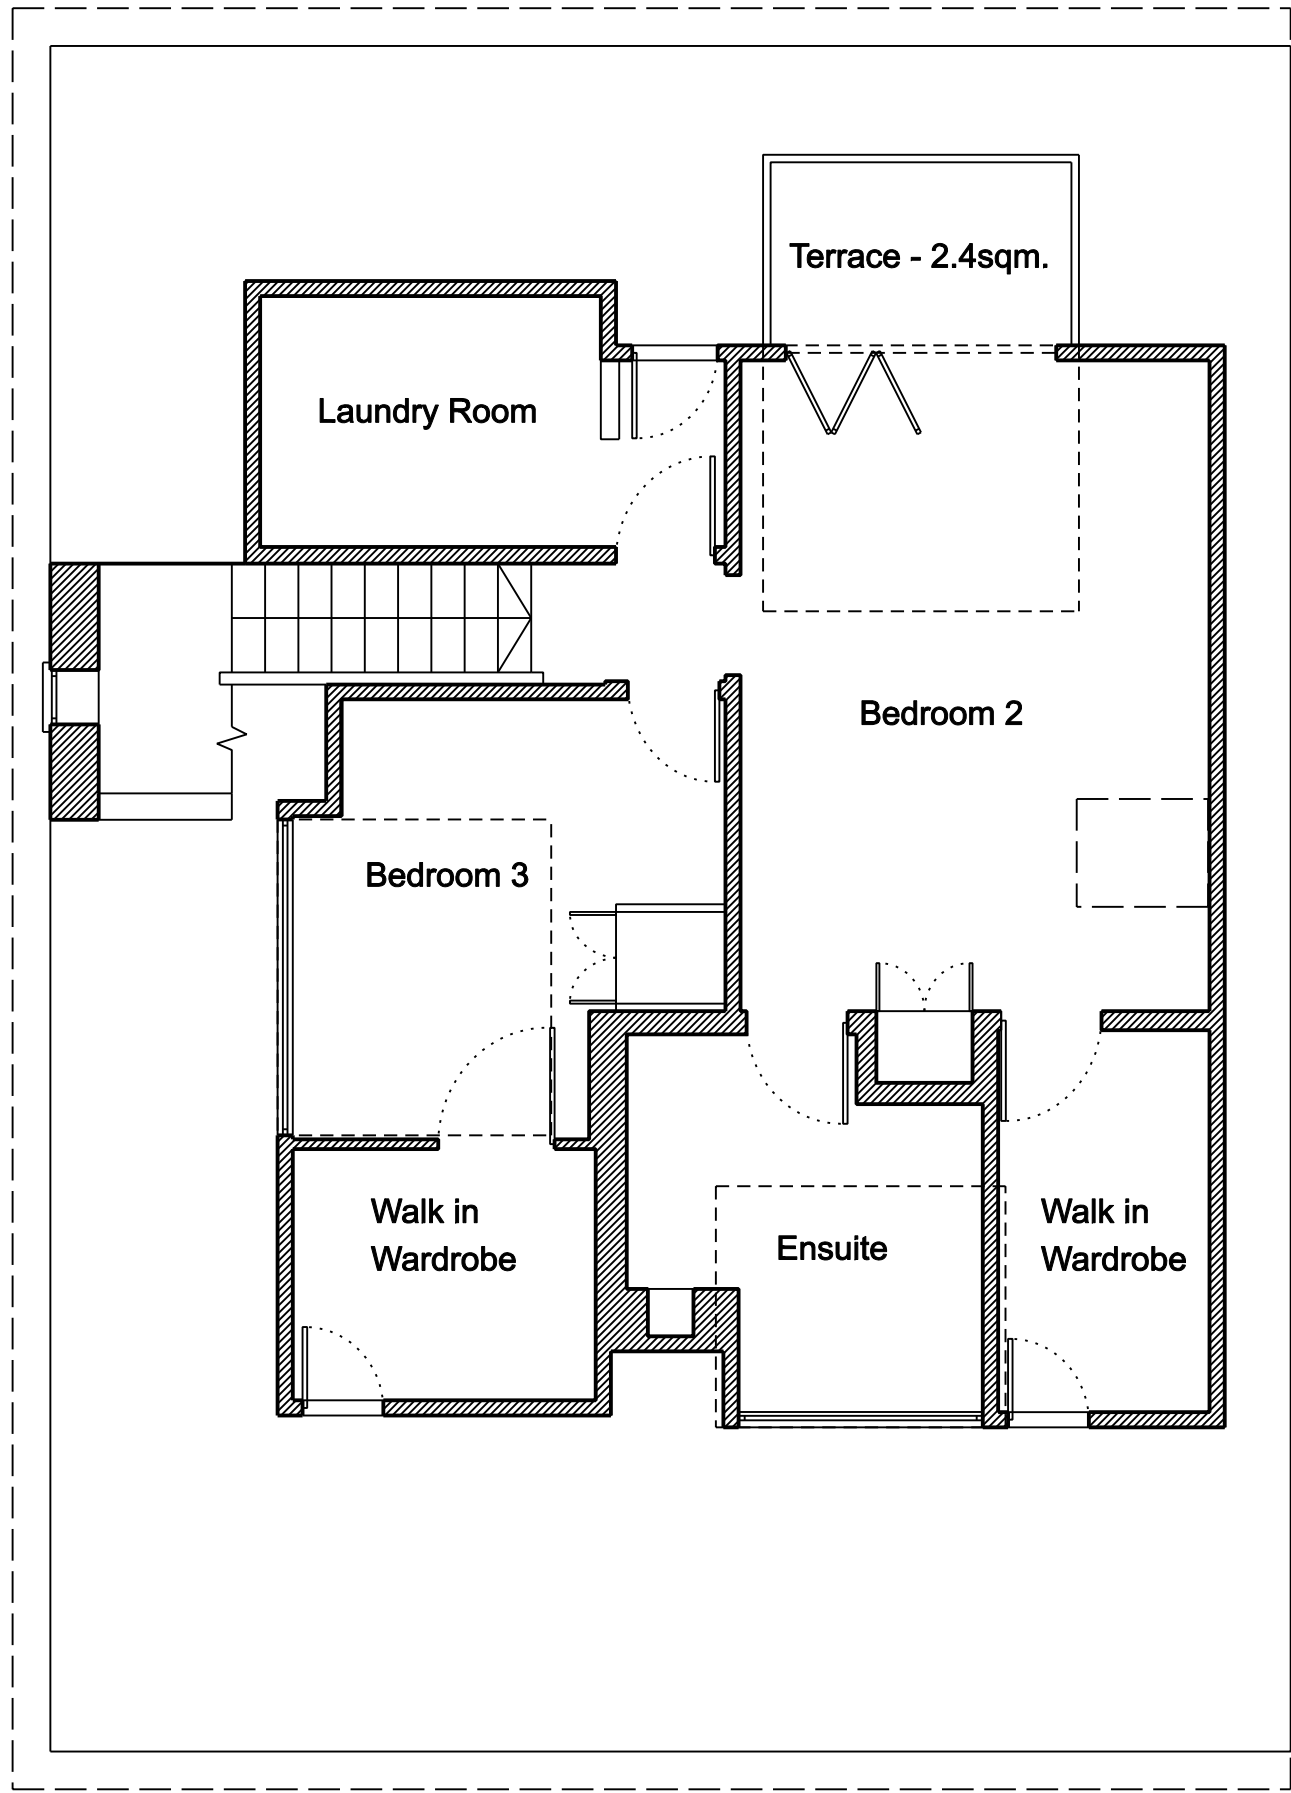 Terrace - 2.4sqm.
Laundry Room
Bedroom 2
Bedroom 3
Walk in
Wardrobe
Ensuite
Walk in
Wardrobe